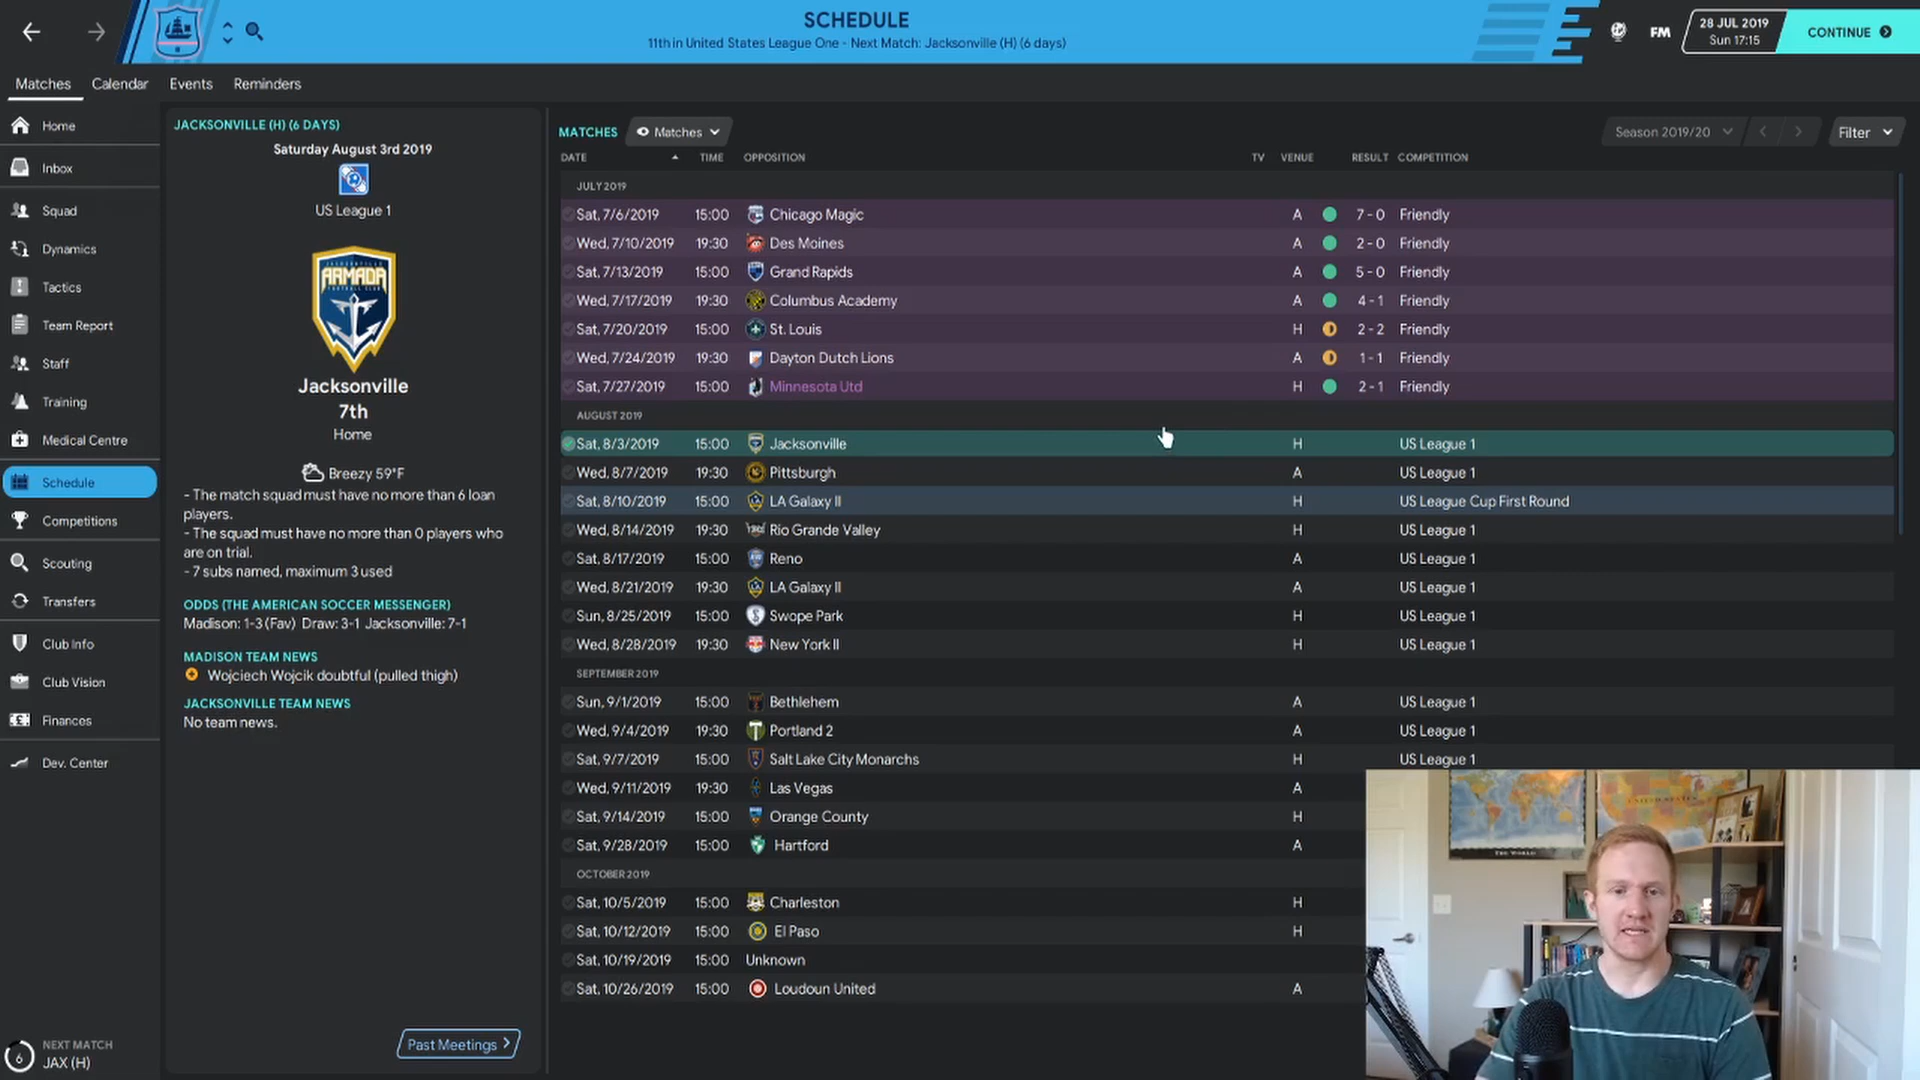 SCHEDULE
11th in United States League One - Next Match: Jacksonville (H) (6 days)
FM
28 JUL 2019
Sun 17:15
CONTINUE
Matches Calendar Events Reminders
Home
Inbox
Squad
Dynamics
Tactics
Team Report
Staff
Training
Medical Centre
Schedule
Competitions
Scouting
Transfers
Club Info
Club Vision
Finances
Dev. Center
6
NEXT MATCH
JAX (H)
JACKSONVILLE (H) (6 DAYS)
Saturday August 3rd 2019
US League 1
JACKSONVILLE
ARMADA
FOOTBALL CLUB
Jacksonville
7th
Home
Breezy 59°F
- The match squad must have no more than 6 loan
players.
- The squad must have no more than 0 players who
are on trial.
- 7 subs named, maximum 3 used
ODDS (THE AMERICAN SOCCER MESSENGER)
Madison: 1-3 (Fav) Draw: 3-1 Jacksonville: 7-1
MADISON TEAM NEWS
Wojciech Wojcik doubtful (pulled thigh)
JACKSONVILLE TEAM NEWS
No team news.
Past Meetings
MATCHES Matches Season 2019/20 Filter
DATE TIME OPPOSITION TV VENUE RESULT COMPETITION
JULY 2019
Sat, 7/6/2019 15:00 Chicago Magic A 7 - 0 Friendly
Wed, 7/10/2019 19:30 Des Moines A 2 - 0 Friendly
Sat, 7/13/2019 15:00 Grand Rapids A 5 - 0 Friendly
Wed, 7/17/2019 19:30 Columbus Academy A 4 - 1 Friendly
Sat, 7/20/2019 15:00 St. Louis H 2 - 2 Friendly
Wed, 7/24/2019 19:30 Dayton Dutch Lions A 1 - 1 Friendly
Sat, 7/27/2019 15:00 Minnesota Utd H 2 - 1 Friendly
AUGUST 2019
Sat, 8/3/2019 15:00 Jacksonville H US League 1
Wed, 8/7/2019 19:30 Pittsburgh A US League 1
Sat, 8/10/2019 15:00 LA Galaxy II H US League Cup First Round
Wed, 8/14/2019 19:30 Rio Grande Valley H US League 1
Sat, 8/17/2019 15:00 Reno A US League 1
Wed, 8/21/2019 19:30 LA Galaxy II A US League 1
Sun, 8/25/2019 15:00 Swope Park H US League 1
Wed, 8/28/2019 19:30 New York II H US League 1
SEPTEMBER 2019
Sun, 9/1/2019 15:00 Bethlehem A US League 1
Wed, 9/4/2019 19:30 Portland 2 A US League 1
Sat, 9/7/2019 15:00 Salt Lake City Monarchs H US League 1
Wed, 9/11/2019 19:30 Las Vegas A
Sat, 9/14/2019 15:00 Orange County H
Sat, 9/28/2019 15:00 Hartford A
OCTOBER 2019
Sat, 10/5/2019 15:00 Charleston H
Sat, 10/12/2019 15:00 El Paso H
Sat, 10/19/2019 15:00 Unknown
Sat, 10/26/2019 15:00 Loudoun United A
THE WORLD
UNITED STATES